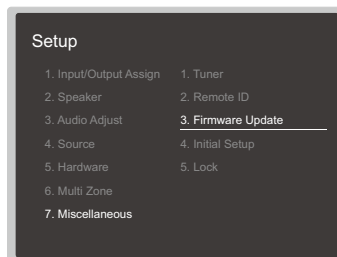 Setup
1. Input/Output Assign
2. Speaker
3. Audio Adjust
4. Source
5. Hardware
6. Multi Zone
7. Miscellaneous
1. Tuner
2. Remote ID
3. Firmware Update
4. Initial Setup
5. Lock